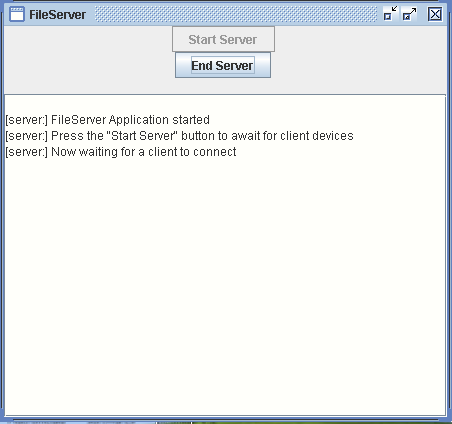 FileServer
Start Server
End Server
[server:] FileServer Application started
[server:] Press the "Start Server" button to await for client devices
[server:] Now waiting for a client to connect